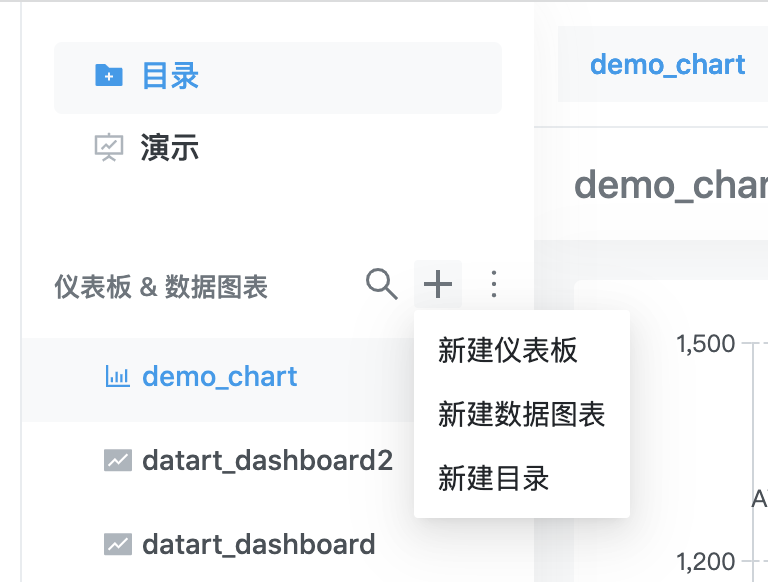 目录
演示
仪表板 & 数据图表
demo_chart
datart_dashboard2
datart_dashboard
新建仪表板
新建数据图表
新建目录
demo_chart
demo_char
1,500
A
1,200